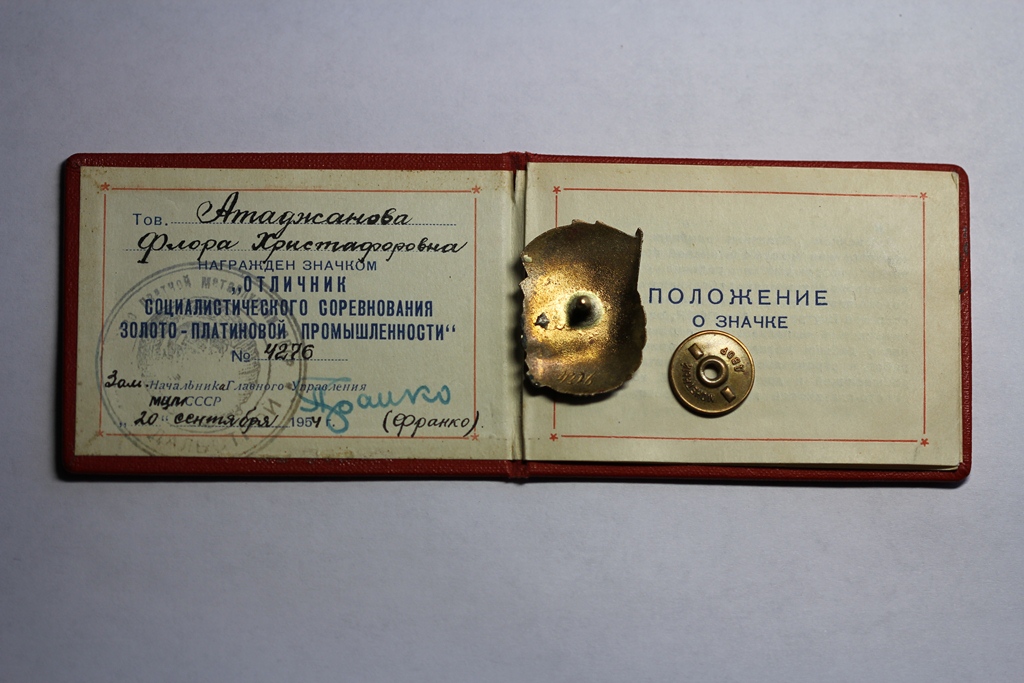 Тов. Атаджанова
Флора Христафоровна
НАГРАЖДЕН ЗНАЧКОМ
„ОТЛИЧНИК
СОЦИАЛИСТИЧЕСКОГО СОРЕВНОВАНИЯ
ЗОЛОТО-ПЛАТИНОВОЙ ПРОМЫШЛЕННОСТИ“
№ 4276
Зам. Начальника Главного Управления
МЦМ СССР
„20“ сентября 1954 г. (Франко).
ПОЛОЖЕНИЕ
О ЗНАЧКЕ